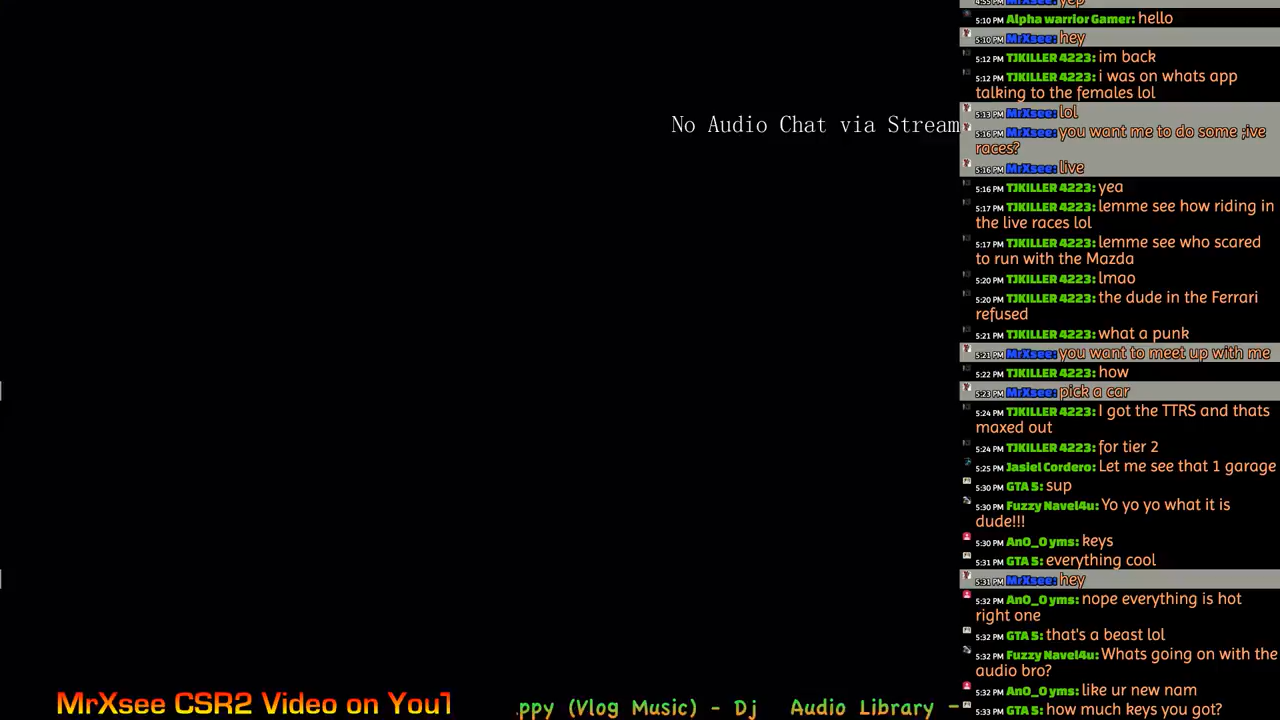 4:55 PM MrXsee: yep
5:10 PM Alpha warrior Gamer: hello
5:10 PM MrXsee: hey
5:12 PM TJKILLER 4223: im back
5:12 PM TJKILLER 4223: i was on whats app
talking to the females lol
No Audio Chat via Stream
5:13 PM MrXsee: lol
5:16 PM MrXsee: you want me to do some ;ive
races?
5:16 PM MrXsee: live
5:16 PM TJKILLER 4223: yea
5:17 PM TJKILLER 4223: lemme see how riding in
the live races lol
5:17 PM TJKILLER 4223: lemme see who scared
to run with the Mazda
5:20 PM TJKILLER 4223: lmao
5:20 PM TJKILLER 4223: the dude in the Ferrari
refused
5:21 PM TJKILLER 4223: what a punk
5:21 PM MrXsee: you want to meet up with me
5:22 PM TJKILLER 4223: how
5:23 PM MrXsee: pick a car
5:24 PM TJKILLER 4223: I got the TTRS and thats
maxed out
5:24 PM TJKILLER 4223: for tier 2
5:25 PM Jasiel Cordero: Let me see that 1 garage
5:30 PM GTA 5: sup
5:30 PM Fuzzy Navel4u: Yo yo yo what it is
dude!!!
5:30 PM An0_0yms: keys
5:31 PM GTA 5: everything cool
5:31 PM MrXsee: hey
5:32 PM An0_0yms: nope everything is hot
right one
5:32 PM GTA 5: that's a beast lol
5:32 PM Fuzzy Navel4u: Whats going on with the
audio bro?
5:32 PM An0_0yms: like ur new nam
5:33 PM GTA 5: how much keys you got?
MrXsee CSR2 Video on YouT
ppy (Vlog Music) - Dj Audio Library –